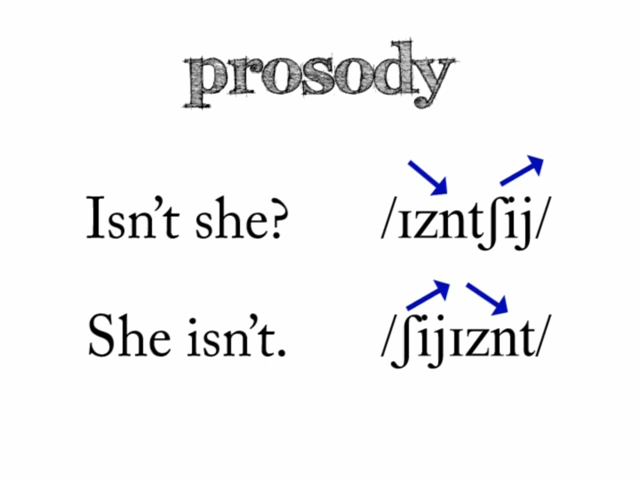 prosody
Isn’t she? /ɪzntʃij/
She isn’t. /ʃijɪznt/